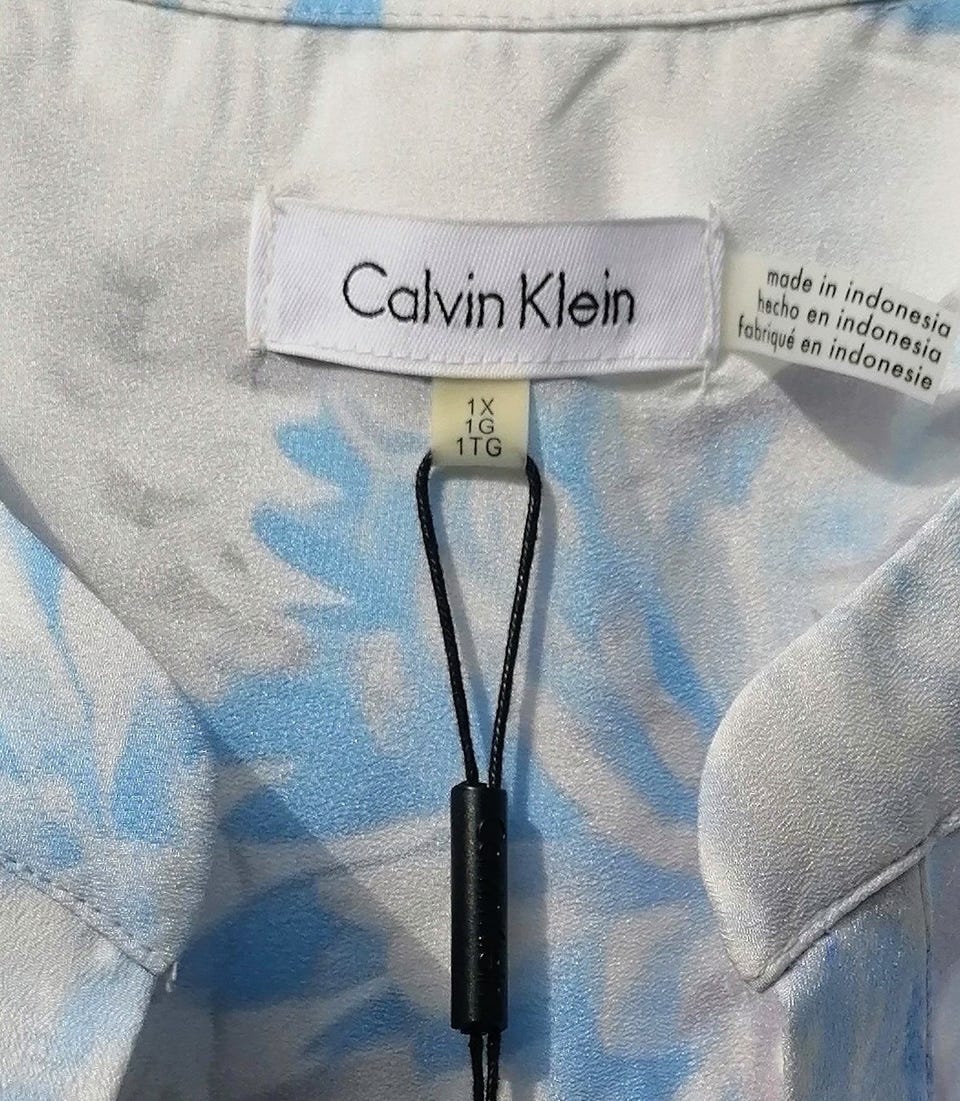 Calvin Klein
made in indonesia
hecho en indonesia
fabriqué en indonesie
1X
1G
1TG